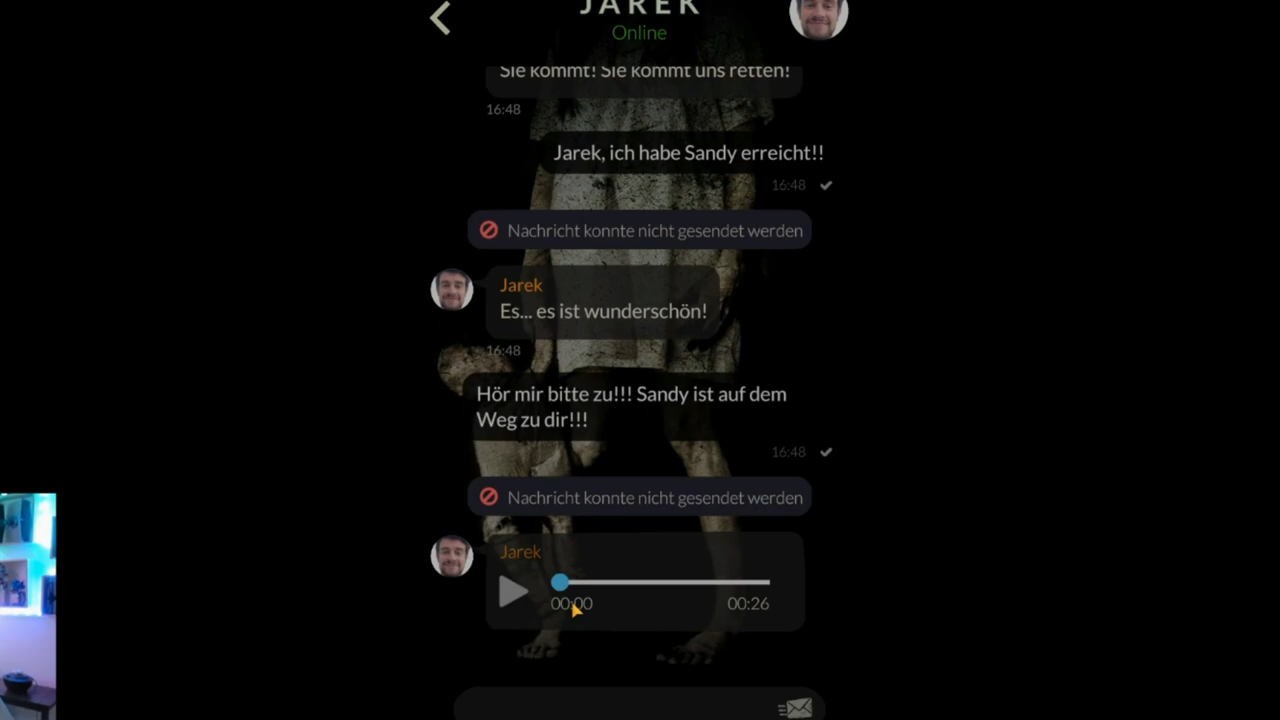 JAREK
Online
Sie kommt! Sie kommt uns retten!
16:48
Jarek, ich habe Sandy erreicht!!
16:48
Nachricht konnte nicht gesendet werden
Jarek
Es... es ist wunderschön!
16:48
Hör mir bitte zu!!! Sandy ist auf dem
Weg zu dir!!!
16:48
Nachricht konnte nicht gesendet werden
Jarek
00:00
00:26